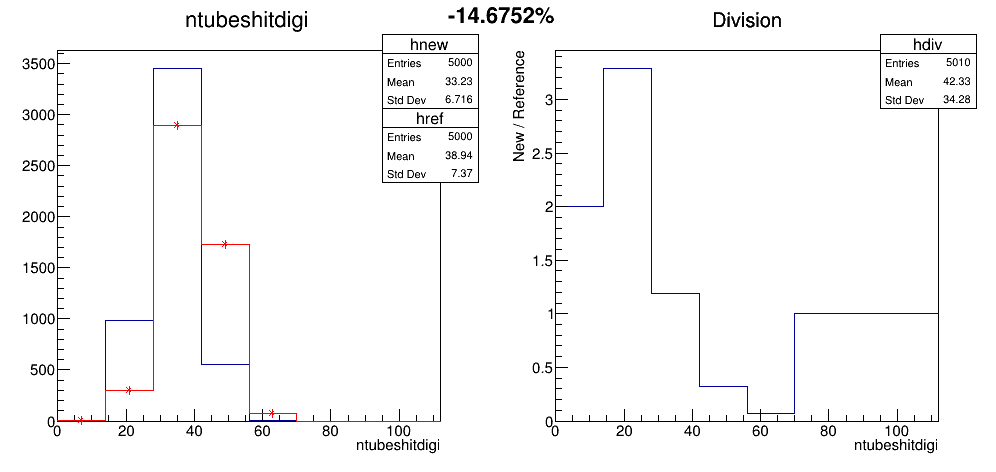 ntubeshitdigi
-14.6752%
Division
hnew
Entries 5000
Mean 33.23
Std Dev 6.716
href
Entries 5000
Mean 38.94
Std Dev 7.37
3500
3000
2500
2000
1500
1000
500
0
0 20 40 60 80 100
ntubeshitdigi
hdiv
Entries 5010
Mean 42.33
Std Dev 34.28
New / Reference
3
2.5
2
1.5
1
0.5
0
0 20 40 60 80 100
ntubeshitdigi